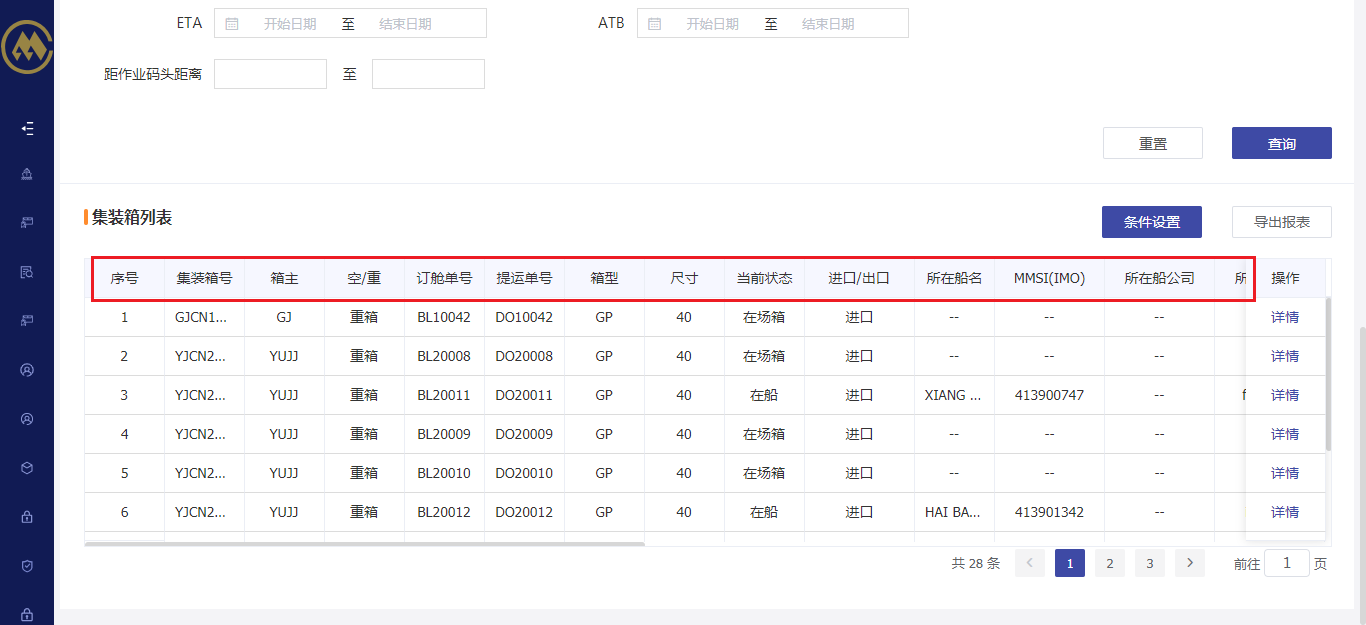 ETA 开始日期 至 结束日期 ATB 开始日期 至 结束日期
距作业码头距离 至
重置 查询
集装箱列表 条件设置 导出报表
序号 集装箱号 箱主 空/重 订舱单号 提运单号 箱型 尺寸 当前状态 进口/出口 所在船名 MMSI(IMO) 所在船公司 所 操作
1 GJCN1... GJ 重箱 BL10042 DO10042 GP 40 在场箱 进口 -- -- -- 详情
2 YJCN2... YUJJ 重箱 BL20008 DO20008 GP 40 在场箱 进口 -- -- -- 详情
3 YJCN2... YUJJ 重箱 BL20011 DO20011 GP 40 在船 进口 XIANG ... 413900747 -- f 详情
4 YJCN2... YUJJ 重箱 BL20009 DO20009 GP 40 在场箱 进口 -- -- -- 详情
5 YJCN2... YUJJ 重箱 BL20010 DO20010 GP 40 在场箱 进口 -- -- -- 详情
6 YJCN2... YUJJ 重箱 BL20012 DO20012 GP 40 在船 进口 HAI BA... 413901342 -- 详情
共 28 条 < 1 2 3 > 前往 1 页